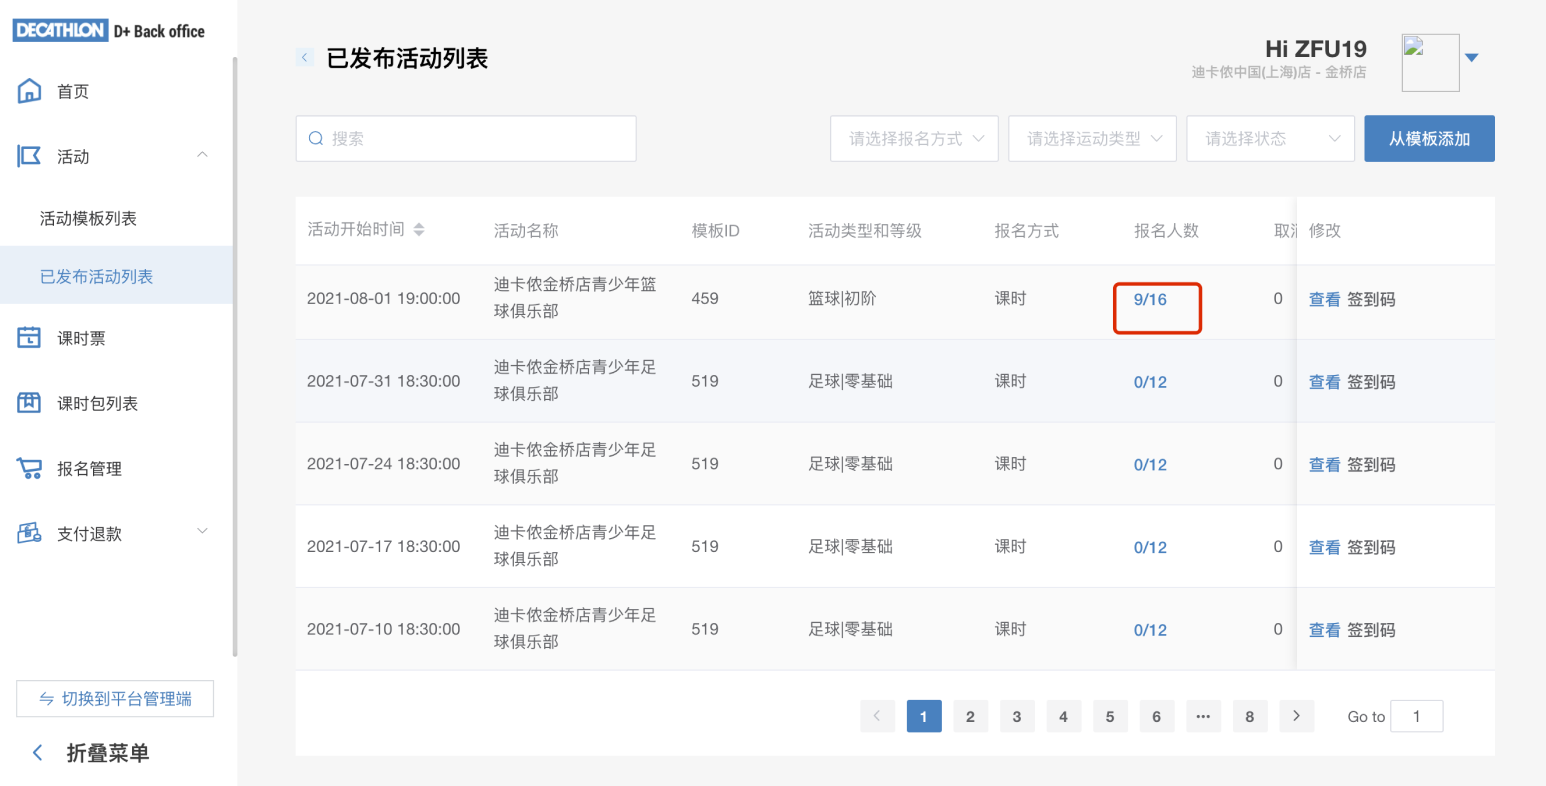 DECATHLON D+ Back office
首页
活动
活动模板列表
已发布活动列表
课时票
课时包列表
报名管理
支付退款
切换到平台管理端
折叠菜单
已发布活动列表
Hi ZFU19
迪卡侬中国(上海)店 - 金桥店
搜索
请选择报名方式
请选择运动类型
请选择状态
从模板添加
活动开始时间 活动名称 模板ID 活动类型和等级 报名方式 报名人数 取 修改
2021-08-01 19:00:00 迪卡侬金桥店青少年篮 459 篮球|初阶 课时 9/16 0 查看 签到码
球俱乐部
2021-07-31 18:30:00 迪卡侬金桥店青少年足 519 足球|零基础 课时 0/12 0 查看 签到码
球俱乐部
2021-07-24 18:30:00 迪卡侬金桥店青少年足 519 足球|零基础 课时 0/12 0 查看 签到码
球俱乐部
2021-07-17 18:30:00 迪卡侬金桥店青少年足 519 足球|零基础 课时 0/12 0 查看 签到码
球俱乐部
2021-07-10 18:30:00 迪卡侬金桥店青少年足 519 足球|零基础 课时 0/12 0 查看 签到码
球俱乐部
1 2 3 4 5 6 ··· 8 Go to 1